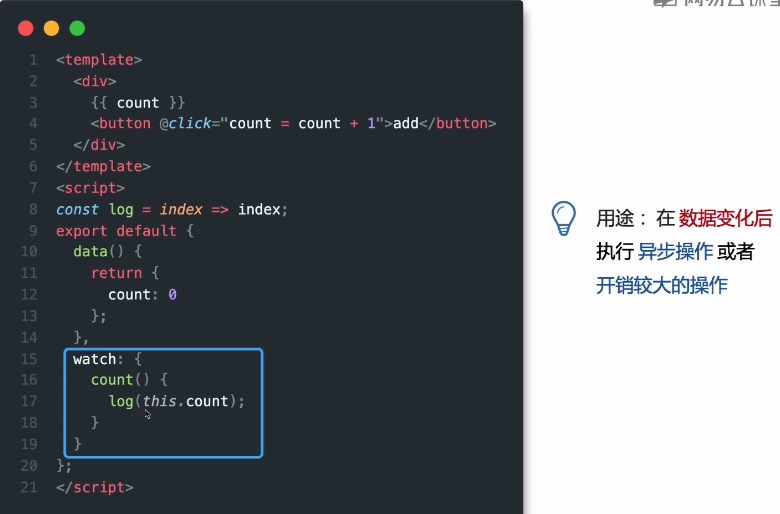 1 <template>
2 <div>
3 {{ count }}
4 <button @click="count = count + 1">add</button>
5 </div>
6 </template>
7 <script>
8 const log = index => index;
9 export default {
10 data() {
11 return {
12 count: 0
13 };
14 },
15 watch: {
16 count() {
17 log(this.count);
18 }
19 }
20 };
21 </script>
用途：在 数据变化后
执行 异步操作 或者
开销较大的操作